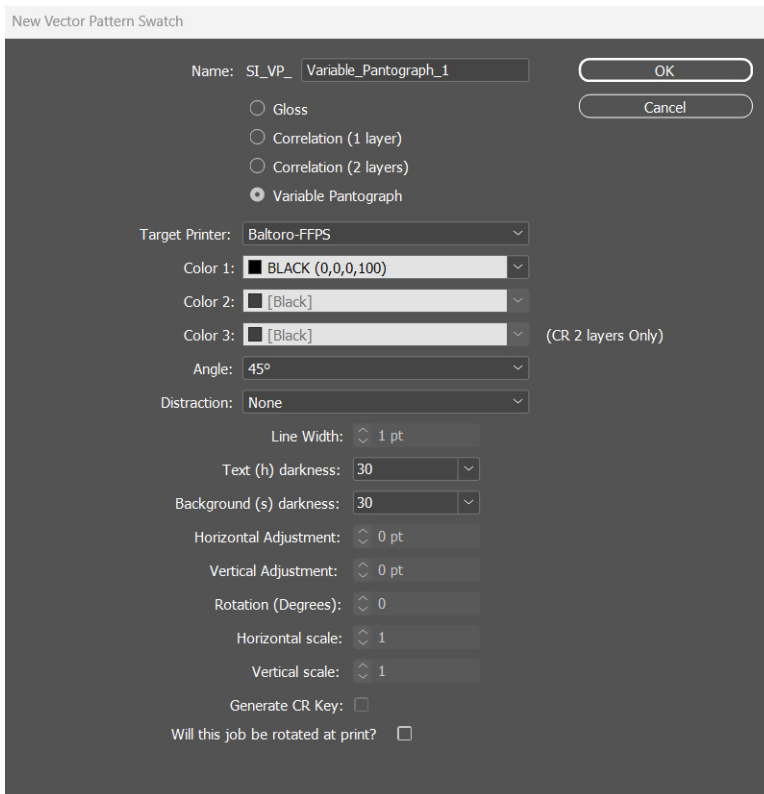 New Vector Pattern Swatch
Name: SI_VP_ Variable_Pantograph_1 OK
Gloss Cancel
Correlation (1 layer)
Correlation (2 layers)
Variable Pantograph
Target Printer: Baltoro-FFPS
Color 1: BLACK (0,0,0,100)
Color 2: [Black]
Color 3: [Black] (CR 2 layers Only)
Angle: 45º
Distraction: None
Line Width: 1 pt
Text (h) darkness: 30
Background (s) darkness: 30
Horizontal Adjustment: 0 pt
Vertical Adjustment: 0 pt
Rotation (Degrees): 0
Horizontal scale: 1
Vertical scale: 1
Generate CR Key:
Will this job be rotated at print?